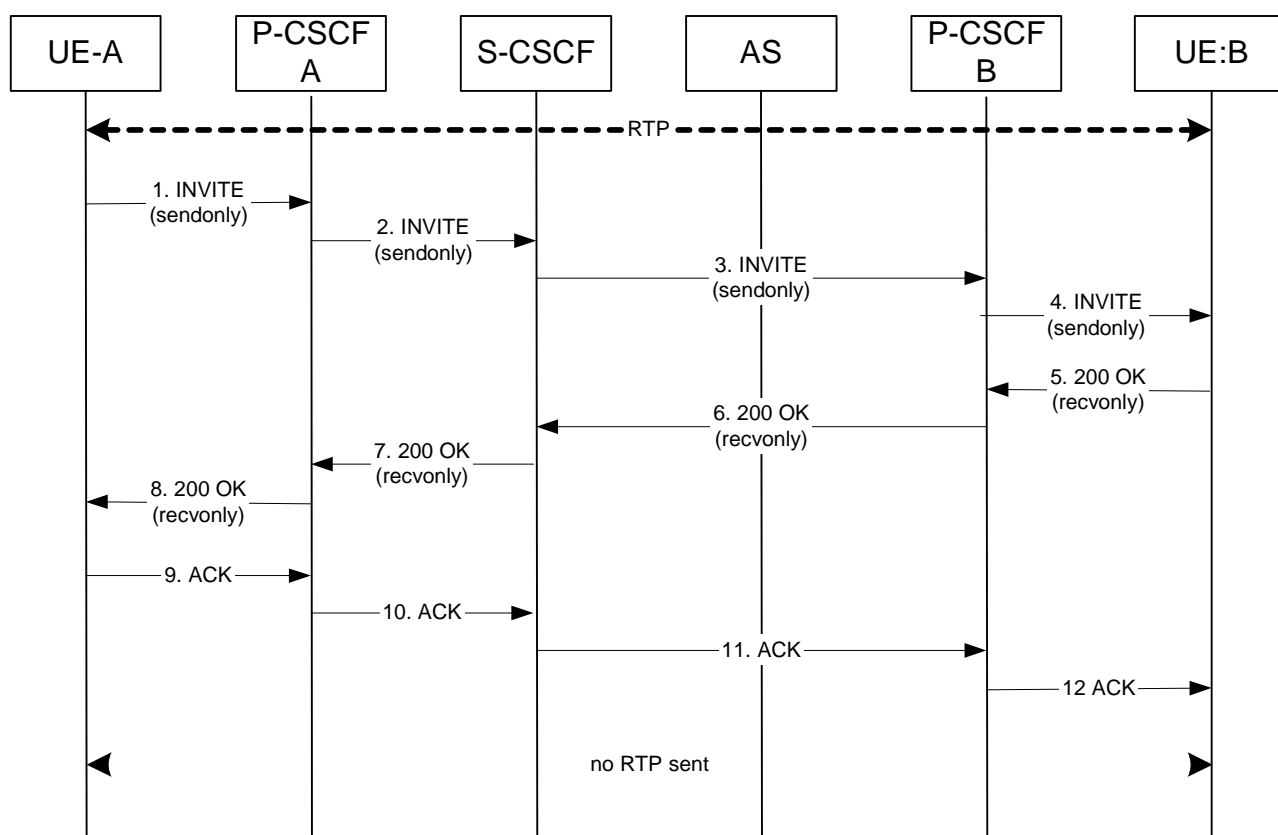 UE-A
P-CSCF
A
S-CSCF
AS
P-CSCF
B
UE:B
RTP
1. INVITE
(sendonly)
2. INVITE
(sendonly)
3. INVITE
(sendonly)
4. INVITE
(sendonly)
5. 200 OK
(recvonly)
6. 200 OK
(recvonly)
7. 200 OK
(recvonly)
8. 200 OK
(recvonly)
9. ACK
10. ACK
11. ACK
12 ACK
no RTP sent